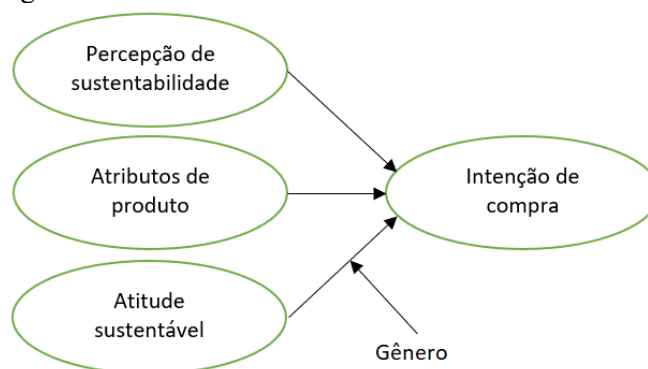 Percepção de
sustentabilidade
Atributos de
produto
Intenção de
compra
Atitude
sustentável
Gênero